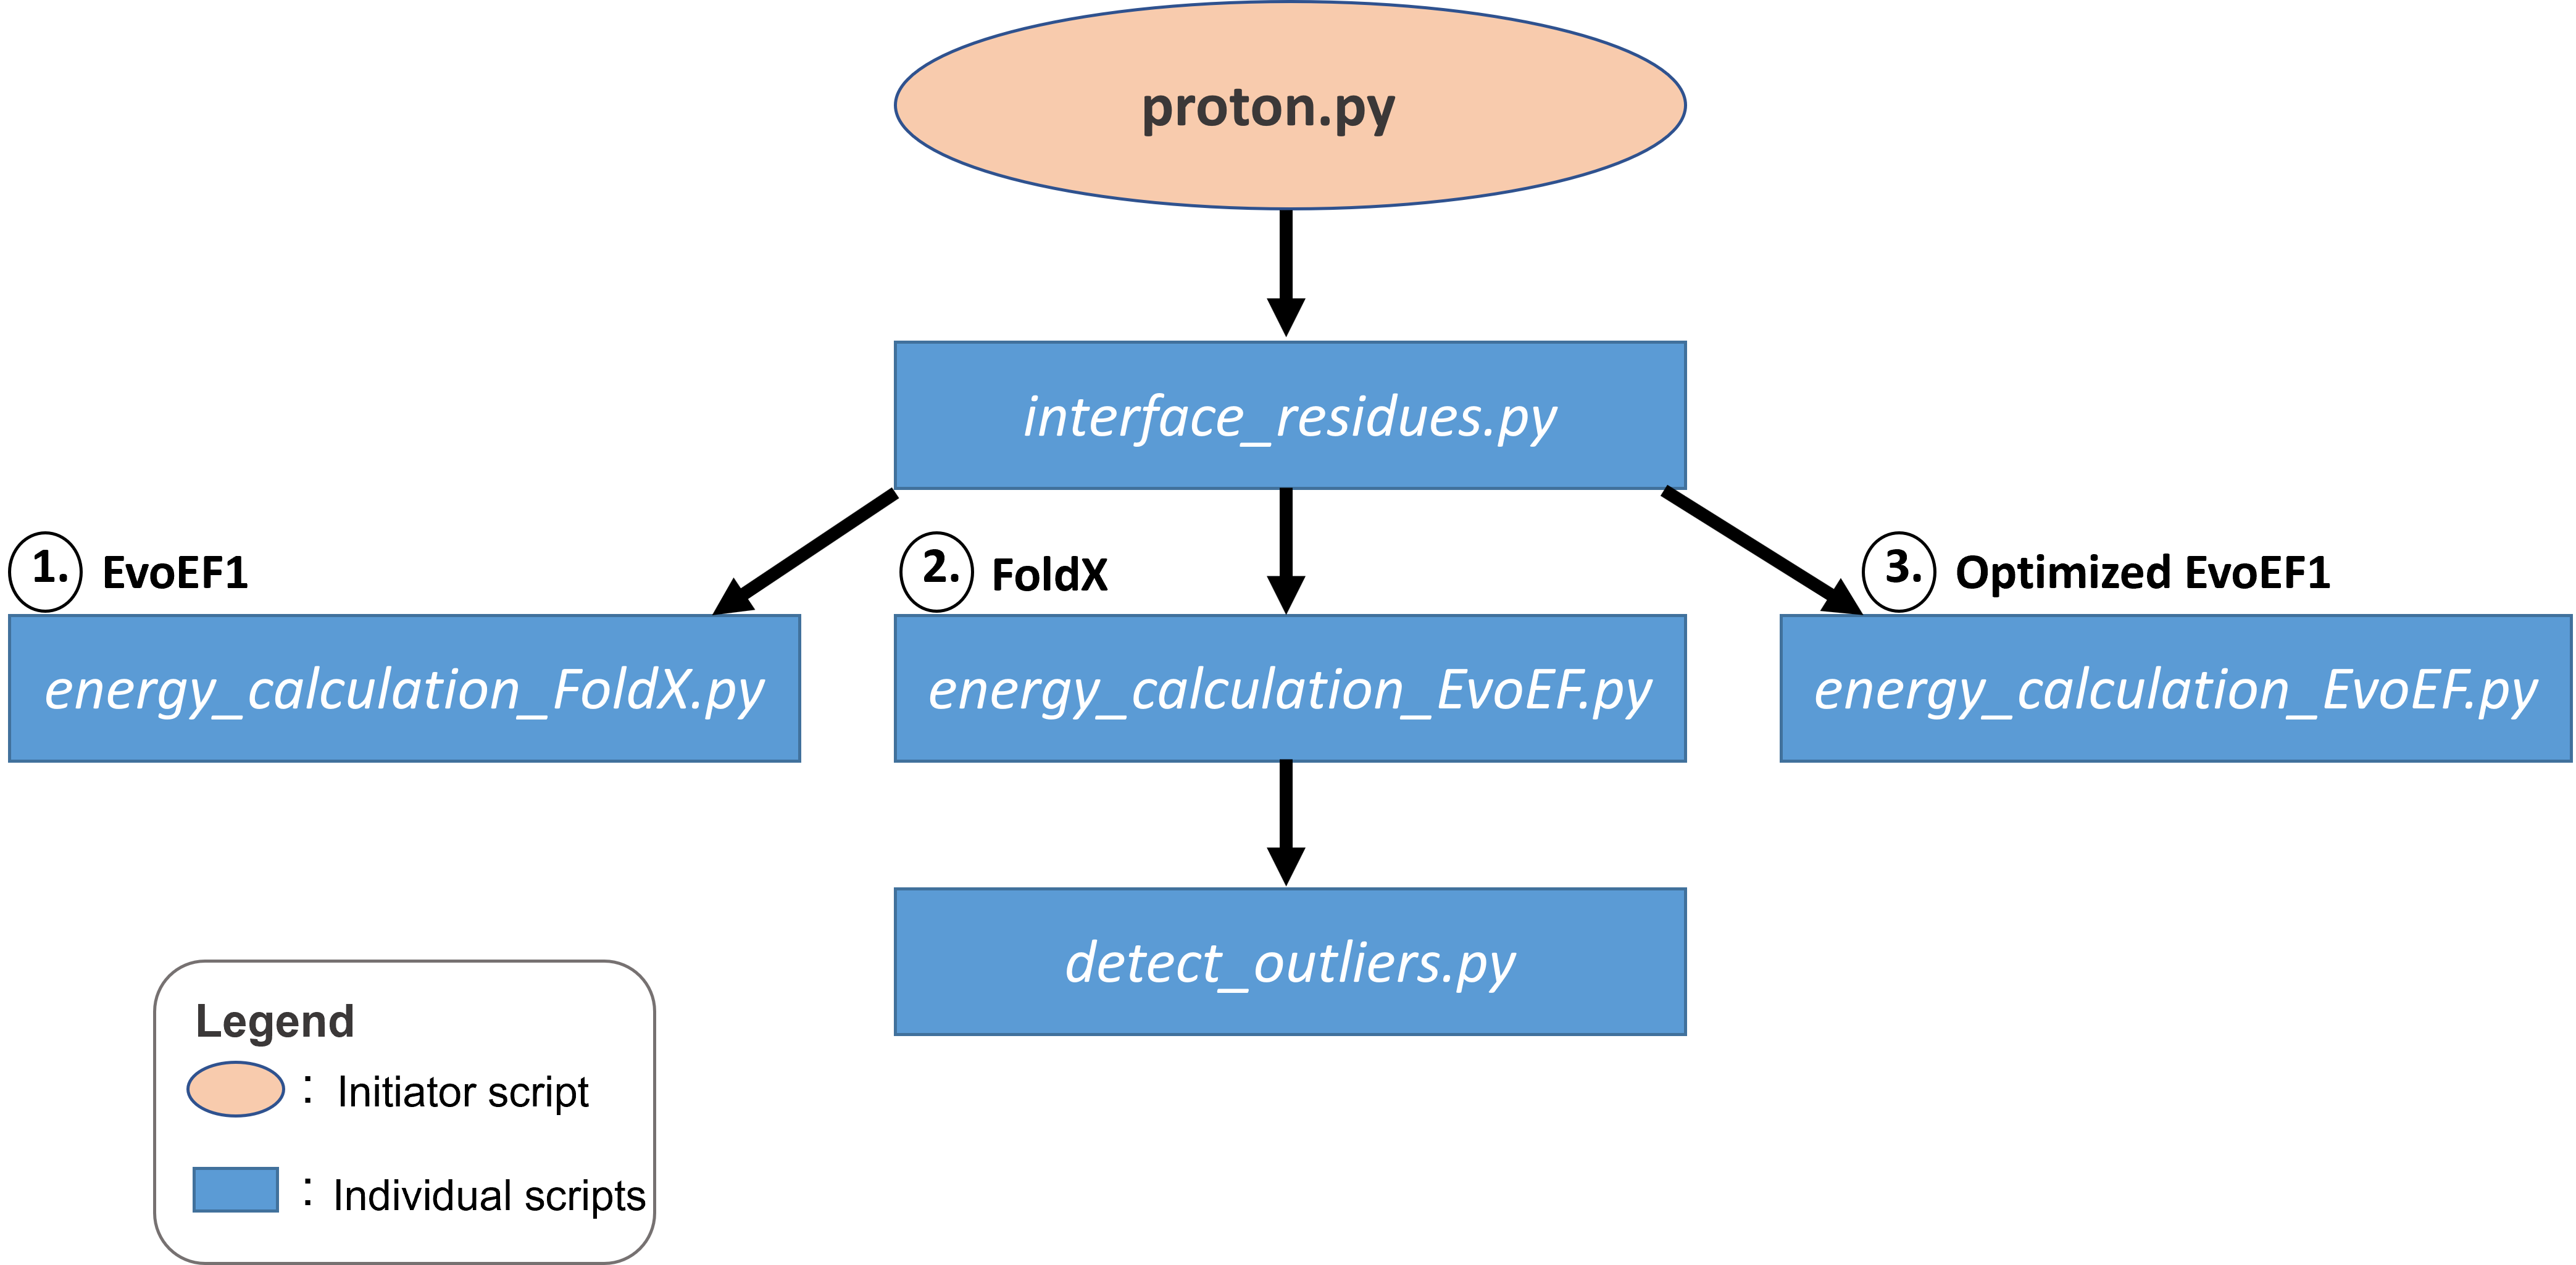 proton.py
interface_residues.py
1. EvoEF1
2. FoldX
3. Optimized EvoEF1
energy_calculation_FoldX.py
energy_calculation_EvoEF.py
energy_calculation_EvoEF.py
detect_outliers.py
Legend
: Initiator script
: Individual scripts